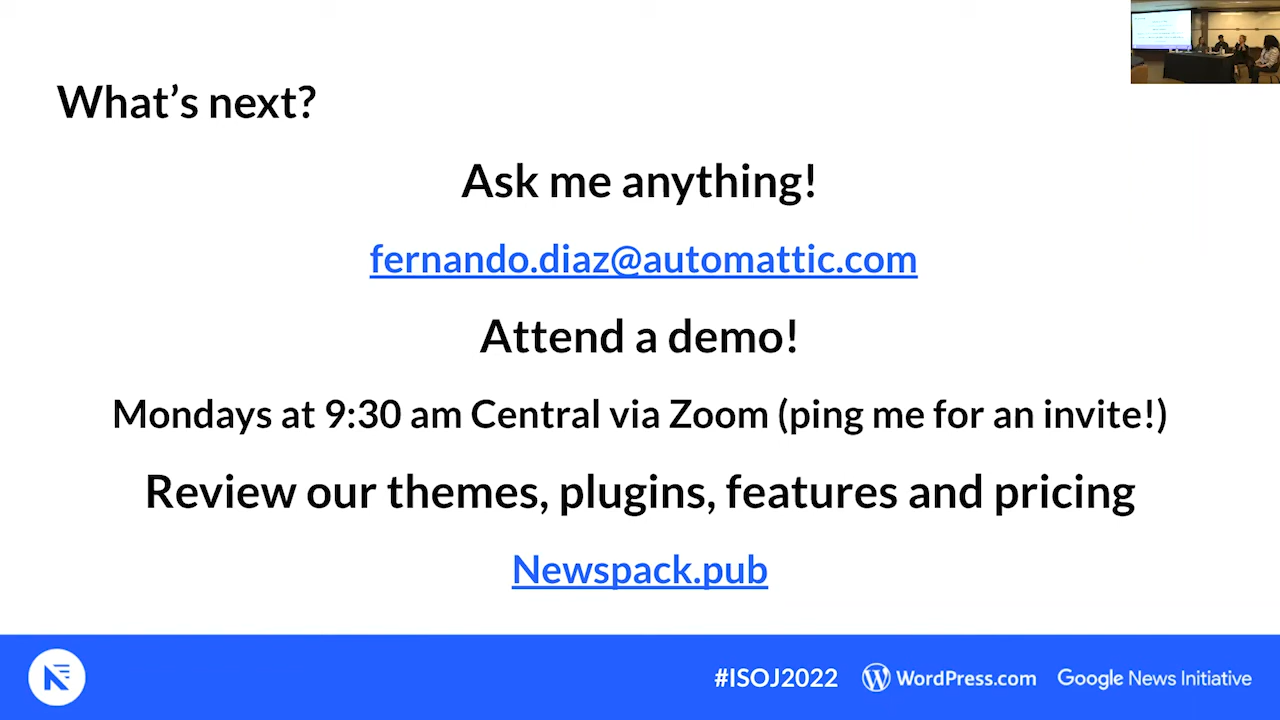 What’s next?
Ask me anything!
fernando.diaz@automattic.com
Attend a demo!
Mondays at 9:30 am Central via Zoom (ping me for an invite!)
Review our themes, plugins, features and pricing
Newspack.pub
#ISOJ2022 WordPress.com Google News Initiative